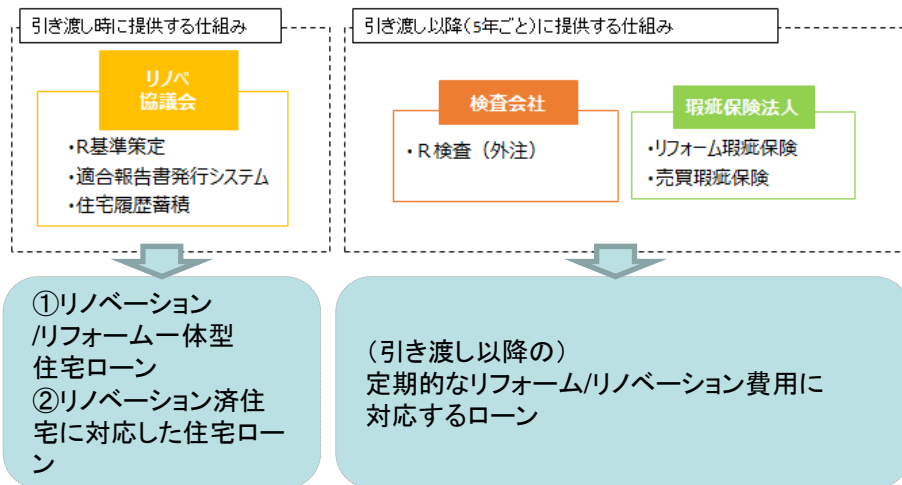 引き渡し時に提供する仕組み
リノベ
協議会
・R基準策定
・適合報告書発行システム
・住宅履歴蓄積
引き渡し以降(5年ごと)に提供する仕組み
検査会社
・R検査（外注）
瑕疵保険法人
・リフォーム瑕疵保険
・売買瑕疵保険
①リノベーション
/リフォーム一体型
住宅ローン
②リノベーション済住
宅に対応した住宅ロー
ン
（引き渡し以降の）
定期的なリフォーム/リノベーション費用に
対応するローン